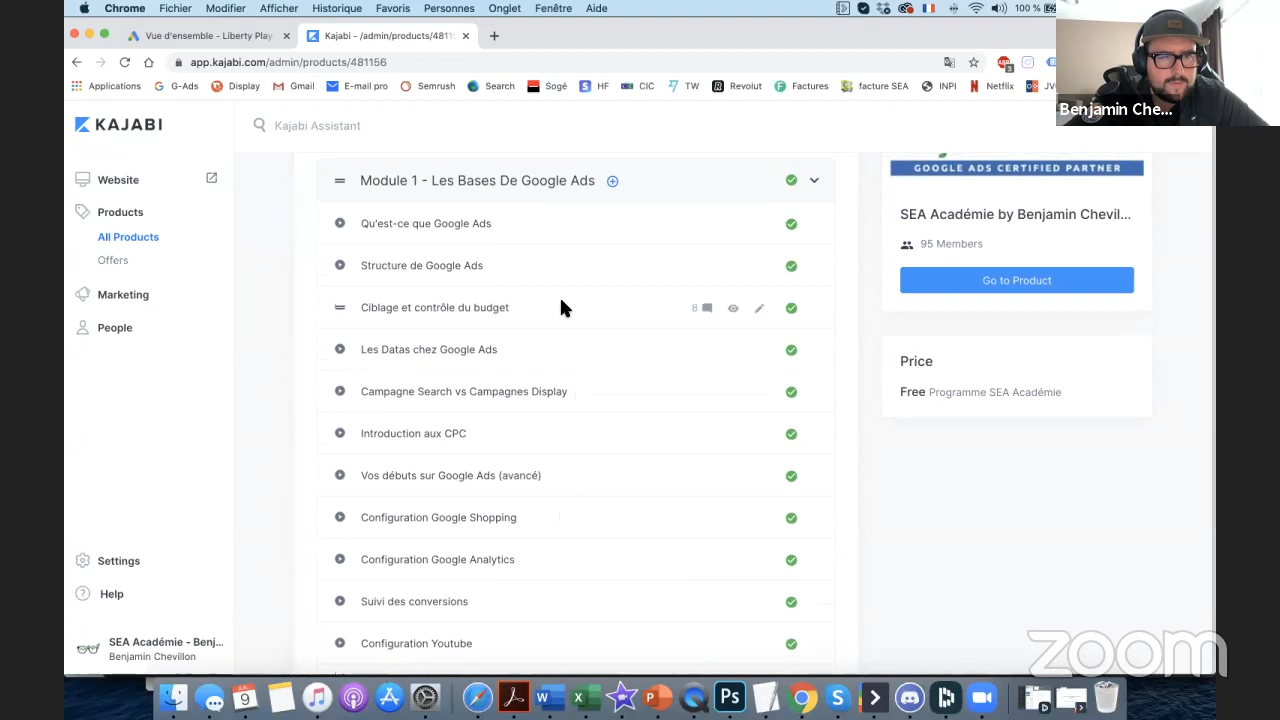 Chrome Fichier Modifier Afficher Historique Favoris Personnes Onglet Fenêtre Aide 100 %
Vue d'ensemble - Liberty Play
Kajabi - /admin/products/4811
app.kajabi.com/admin/products/481156
Applications G-Ads Display Gmail E-mail pro Semrush Search Sogé HF CIC TW Revolut Factures facture SEA INPI Netflix
Benjamin Che...
KAJABI
Kajabi Assistant
Website
Products
All Products
Offers
Marketing
People
Settings
Help
SEA Académie - Benj...
Benjamin Chevillon
Module 1 - Les Bases De Google Ads
Qu'est-ce que Google Ads
Structure de Google Ads
Ciblage et contrôle du budget
8
Les Datas chez Google Ads
Campagne Search vs Campagnes Display
Introduction aux CPC
Vos débuts sur Google Ads (avancé)
Configuration Google Shopping
Configuration Google Analytics
Suivi des conversions
Configuration Youtube
GOOGLE ADS CERTIFIED PARTNER
SEA Académie by Benjamin Chevil...
95 Members
Go to Product
Price
Free Programme SEA Académie
zoom
9
Ps